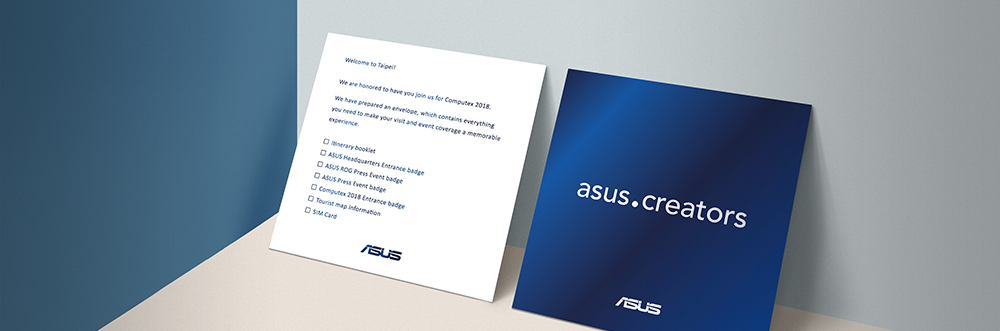 Welcome to Taipei!
We are honored to have you join us for Computex 2018.
We have prepared an envelope, which contains everything
you need to make your visit and event coverage a memorable
experience.
Itinerary booklet
ASUS Headquarters Entrance badge
ASUS ROG Press Event badge
ASUS Press Event badge
Computex 2018 Entrance badge
Tourist map information
SIM Card
ASUS
asus.creators
ASUS